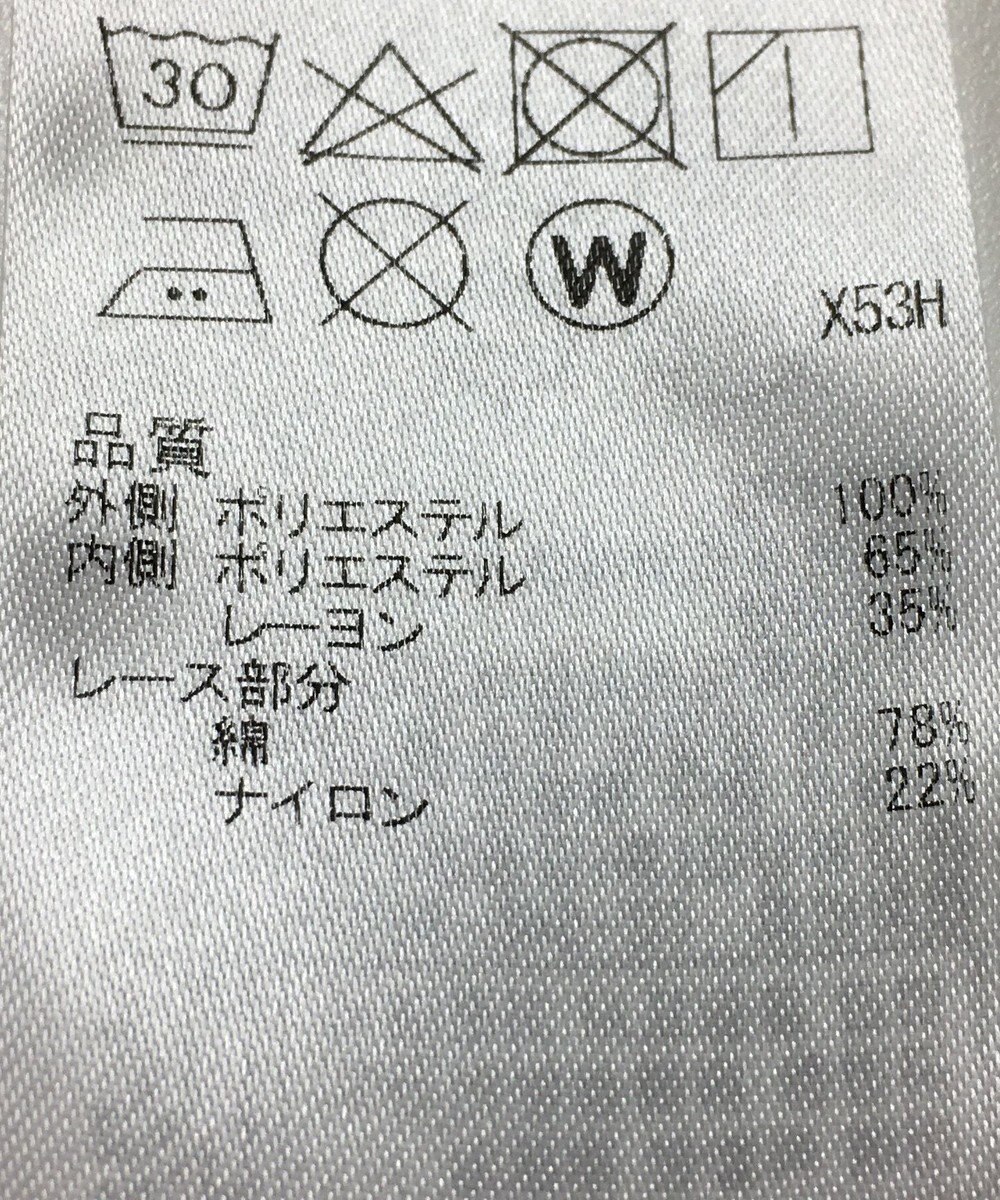 30
W
X53H
品質
外側 ポリエステル 100%
内側 ポリエステル 65%
レーヨン 35%
レース部分
綿 78%
ナイロン 22%